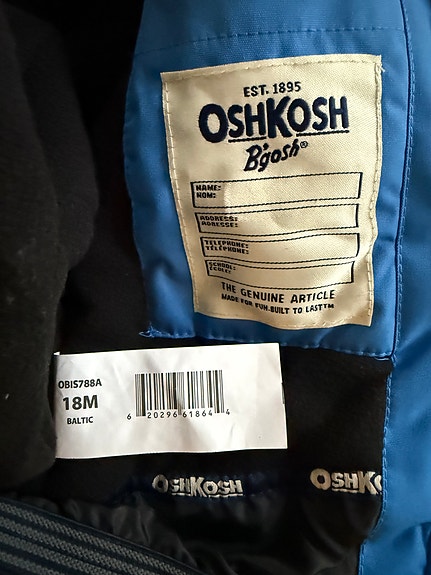 EST. 1895
OSHKOSH
B'gosh®
NAME:
NOM:
ADDRESS:
ADRESSE:
TELEPHONE:
TÉLÉPHONE:
SCHOOL:
ÉCOLE:
THE GENUINE ARTICLE
MADE FOR FUN. BUILT TO LAST™
OBIS788A
18M
BALTIC
6 20296 61864 4
OSHKOSH
OSHKO